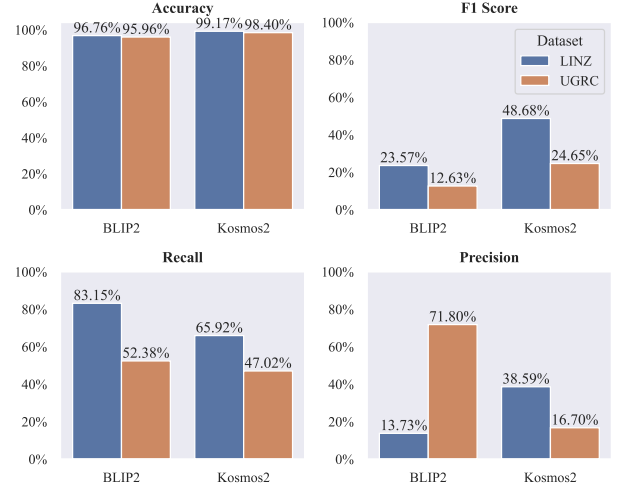 Accuracy
100%
80%
60%
40%
20%
0%
96.76%
95.96%
99.17%
98.40%
BLIP2
Kosmos2
F1 Score
100%
80%
60%
40%
20%
0%
Dataset
LINZ
UGRC
23.57%
12.63%
48.68%
24.65%
BLIP2
Kosmos2
Recall
100%
80%
60%
40%
20%
0%
83.15%
52.38%
65.92%
47.02%
BLIP2
Kosmos2
Precision
100%
80%
60%
40%
20%
0%
13.73%
71.80%
38.59%
16.70%
BLIP2
Kosmos2